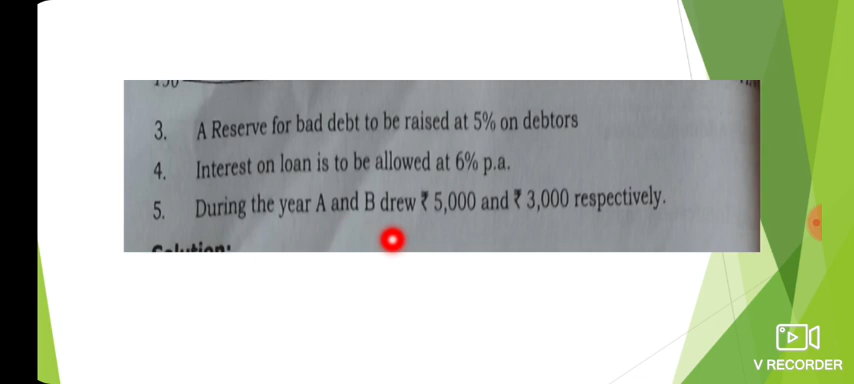 3. A Reserve for bad debt to be raised at 5% on debtors
4. Interest on loan is to be allowed at 6% p.a.
5. During the year A and B drew ₹ 5,000 and ₹ 3,000 respectively.
Solution:
V RECORDER